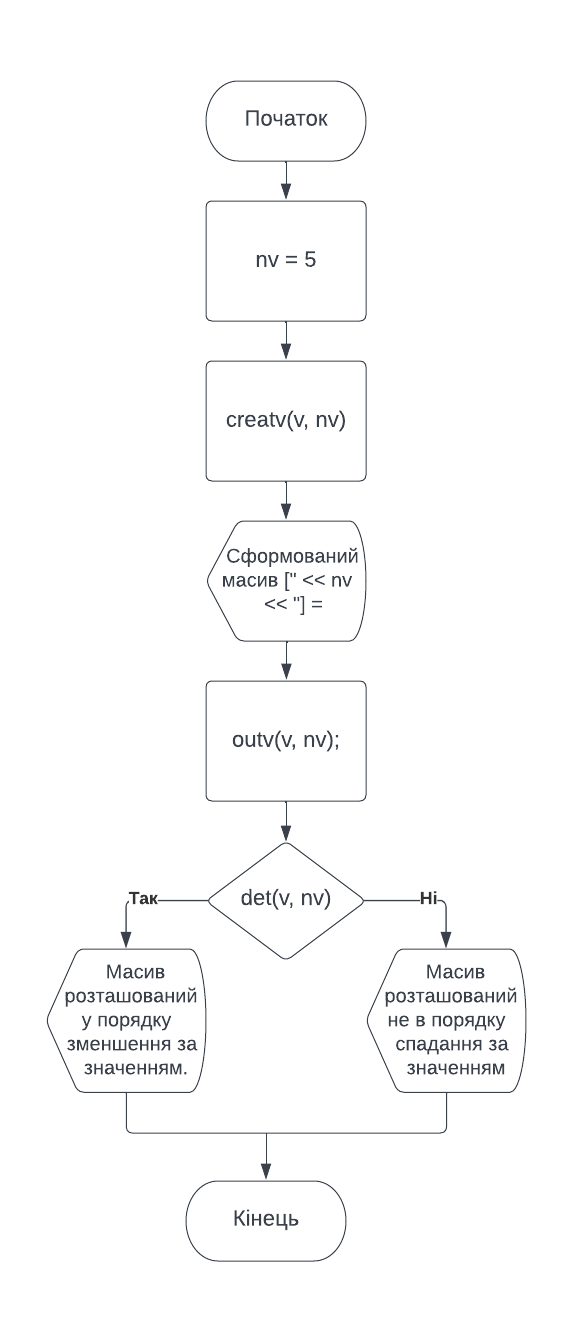 Початок
nv = 5
creatv(v, nv)
Сформований
масив [" << nv
<< "] =
outv(v, nv);
det(v, nv)
Так
Ні
Масив
розташований
у порядку
зменшення за
значенням.
Масив
розташований
не в порядку
спадання за
значенням
Кінець